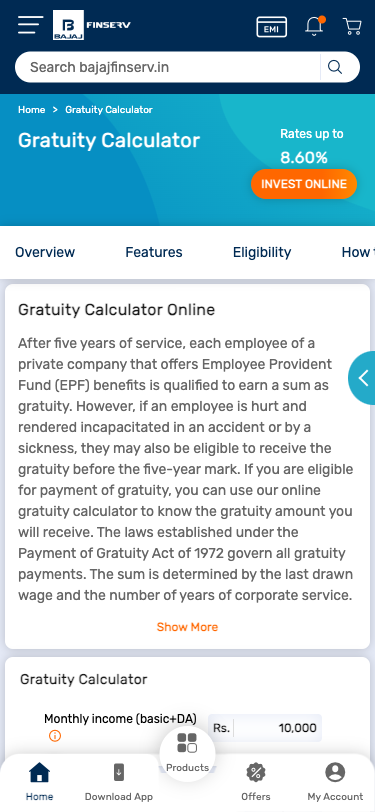 EMI
B
BAJAJ
FINSERV
Search bajajfinserv.in
Home > Gratuity Calculator
Gratuity Calculator
Rates up to
8.60%
INVEST ONLINE
Overview Features Eligibility How
Gratuity Calculator Online
After five years of service, each employee of a
private company that offers Employee Provident
Fund (EPF) benefits is qualified to earn a sum as
gratuity. However, if an employee is hurt and
rendered incapacitated in an accident or by a
sickness, they may also be eligible to receive the
gratuity before the five-year mark. If you are eligible
for payment of gratuity, you can use our online
gratuity calculator to know the gratuity amount you
will receive. The laws established under the
Payment of Gratuity Act of 1972 govern all gratuity
payments. The sum is determined by the last drawn
wage and the number of years of corporate service.
Show More
Gratuity Calculator
Monthly income (basic+DA) Rs. 10,000
Home Download App Products Offers My Account